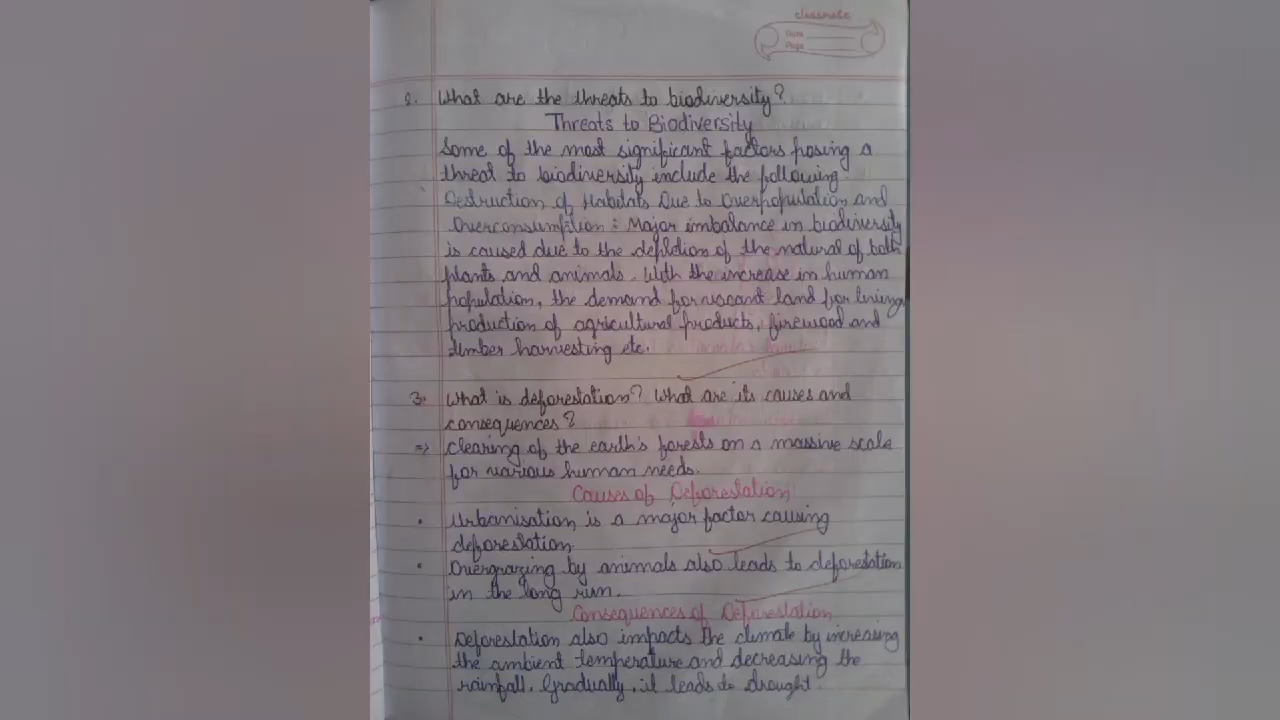 classmate
Date
Page
2. What are the threats to biodiversity?
Threats to Biodiversity
Some of the most significant factors posing a
threat to biodiversity include the following
Destruction of Habitats Due to Overpopulation and
Overconsumption : Major imbalance in biodiversity
is caused due to the depletion of the natural of both
plants and animals. With the increase in human
population, the demand for vacant land for living,
production of agricultural products, firewood and
timber harvesting etc.
3. What is deforestation? What are its causes and
consequences?
⇒ Clearing of the earth's forests on a massive scale
for various human needs.
Causes of Deforestation
• Urbanisation is a major factor causing
deforestation.
• Overgrazing by animals also leads to deforestation
in the long run.
Consequences of Deforestation
• Deforestation also impacts the climate by increasing
the ambient temperature and decreasing the
rainfall. Gradually, it leads to drought.